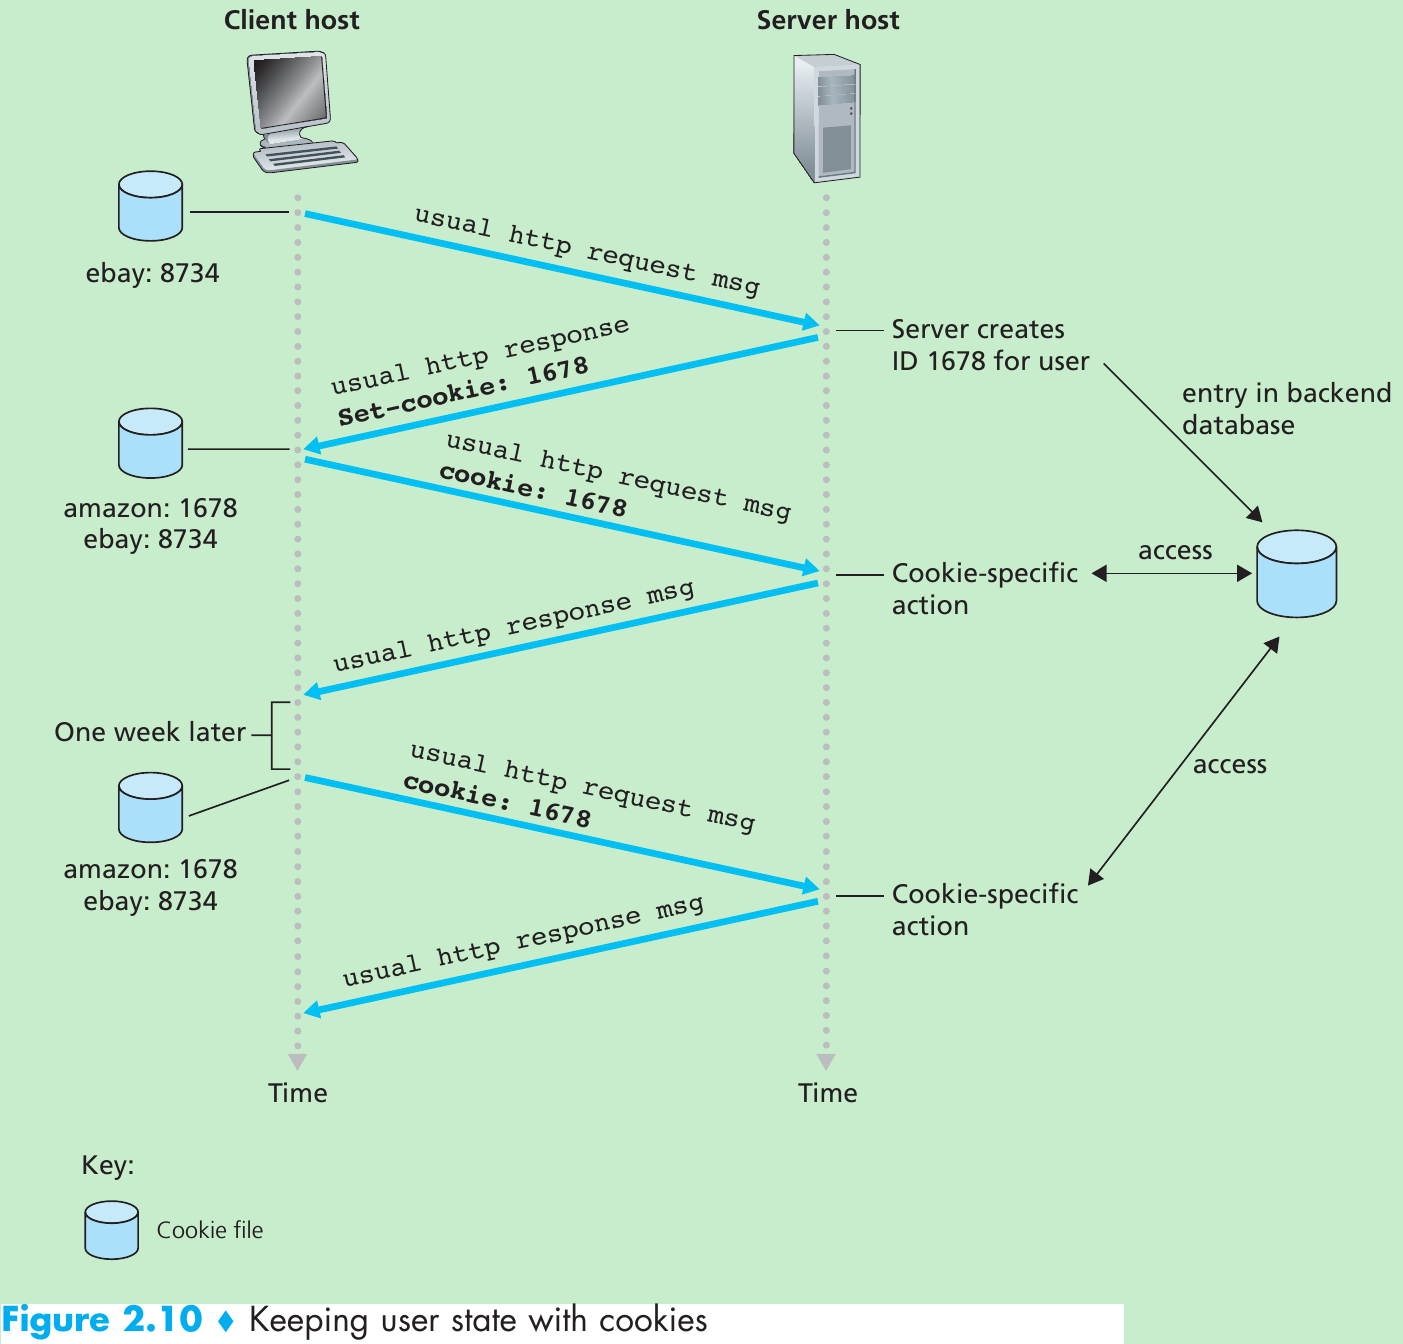 Client host
Server host
ebay: 8734
usual http request msg
Server creates
ID 1678 for user
entry in backend
database
usual http response
Set-cookie: 1678
amazon: 1678
ebay: 8734
usual http request msg
cookie: 1678
Cookie-specific
action
access
usual http response msg
One week later
amazon: 1678
ebay: 8734
usual http request msg
cookie: 1678
access
Cookie-specific
action
usual http response msg
Time
Time
Key:
Cookie file
Figure 2.10 ♦ Keeping user state with cookies